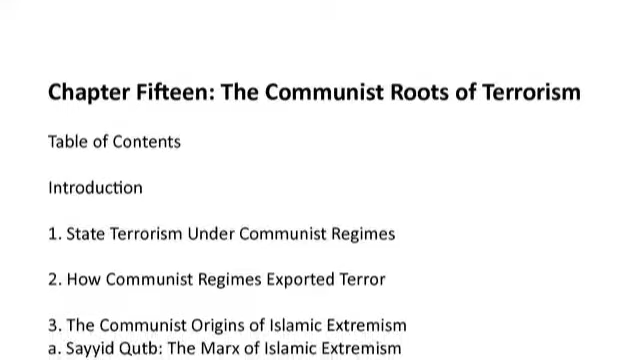 Chapter Fifteen: The Communist Roots of Terrorism
Table of Contents
Introduction
1. State Terrorism Under Communist Regimes
2. How Communist Regimes Exported Terror
3. The Communist Origins of Islamic Extremism
a. Sayyid Qutb: The Marx of Islamic Extremism